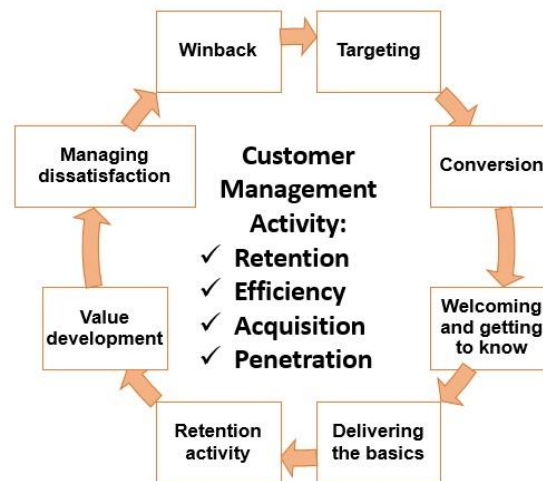 Winback
Targeting
Conversion
Welcoming
and getting
to know
Delivering
the basics
Retention
activity
Value
development
Managing
dissatisfaction
Customer
Management
Activity:
✓ Retention
✓ Efficiency
✓ Acquisition
✓ Penetration